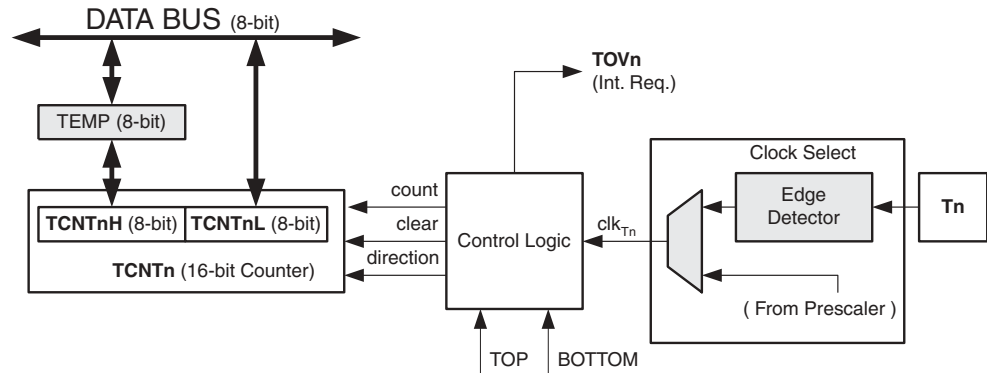 DATA BUS (8-bit)
TOVn
(Int. Req.)
TEMP (8-bit)
Clock Select
count
Edge
Detector
Tn
TCNTnH (8-bit)
TCNTnL (8-bit)
clear
Control Logic
clkTn
TCNTn (16-bit Counter)
direction
( From Prescaler )
TOP
BOTTOM